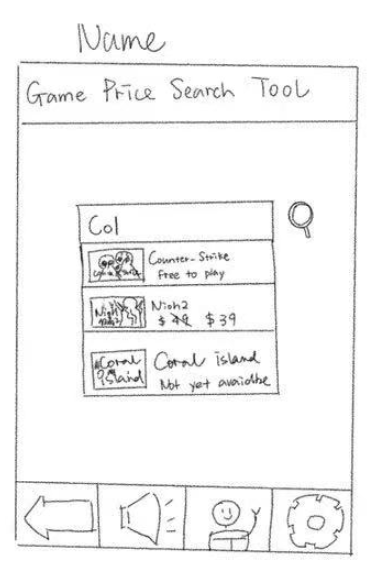 Name
Game Price Search Tool
Col
Counter-Strike
Free to play
Nioh2
$ 49 $39
Coral island
Coral island
Not yet